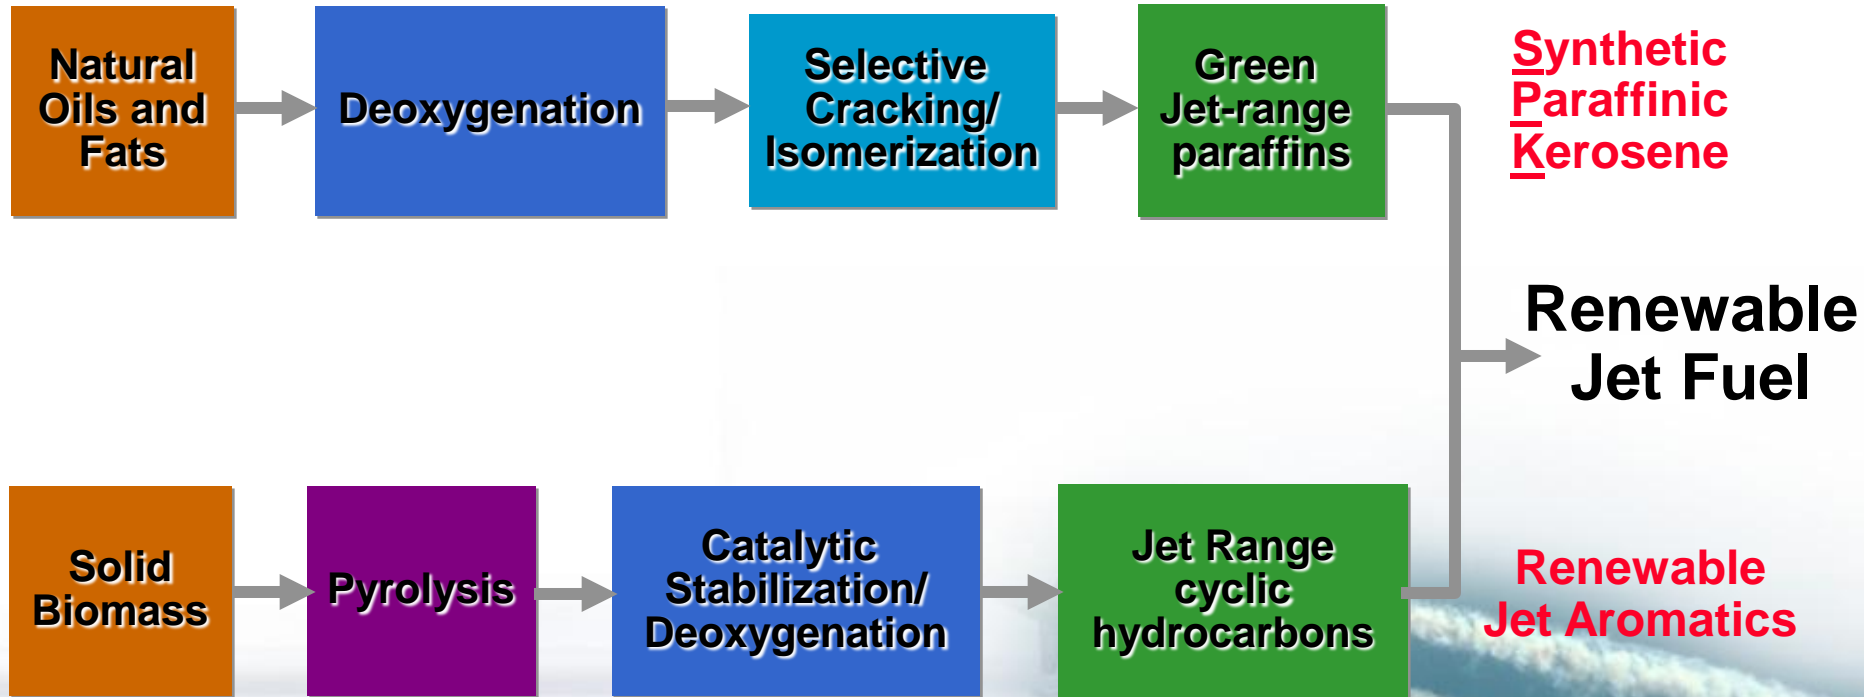 Natural
Oils and
Fats
Deoxygenation
Selective
Cracking/
Isomerization
Green
Jet-range
paraffins
Synthetic
Paraffinic
Kerosene
Renewable
Jet Fuel
Solid
Biomass
Pyrolysis
Catalytic
Stabilization/
Deoxygenation
Jet Range
cyclic
hydrocarbons
Renewable
Jet Aromatics